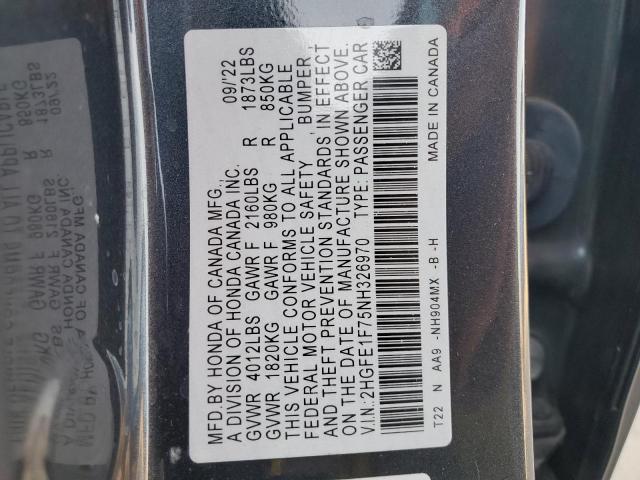 MFD.BY HONDA OF CANADA MFG.,
A DIVISION OF HONDA CANADA INC. 09/'22
GVWR 4012LBS GAWR F 2160LBS R 1873LBS
GVWR 1820KG GAWR F 980KG R 850KG
THIS VEHICLE CONFORMS TO ALL APPLICABLE
FEDERAL MOTOR VEHICLE SAFETY , BUMPER ,
AND THEFT PREVENTION STANDARDS IN EFFECT
ON THE DATE OF MANUFACTURE SHOWN ABOVE.
V.I.N.:2HGFE1F75NH326970 TYPE:PASSENGER CAR
T22 N AA9 -NH904MX -B -H MADE IN CANADA